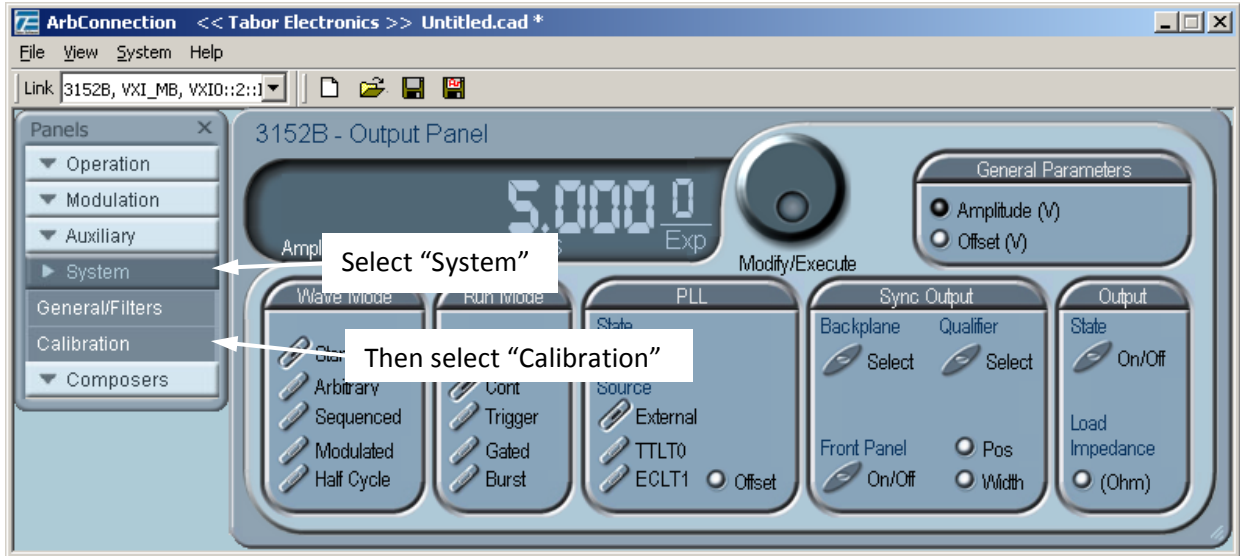 ArbConnection << Tabor Electronics >> Untitled.cad *
File View System Help
Link 3152B, VXI_MB, VXI0::2::I
Panels
Operation
Modulation
Auxiliary
System
General/Filters
Calibration
Composers
3152B - Output Panel
5.000 0
Exp
Modify/Execute
General Parameters
Amplitude (V)
Offset (V)
Select “System”
Then select “Calibration”
Wave Mode
Arbitrary
Sequenced
Modulated
Half Cycle
Run Mode
Cont
Trigger
Gated
Burst
PLL
State
Source
External
TTLT0
ECLT1 Offset
Sync Output
Backplane Qualifier
Select Select
Front Panel
On/Off
Pos
Width
Output
State
On/Off
Load
Impedance
(Ohm)